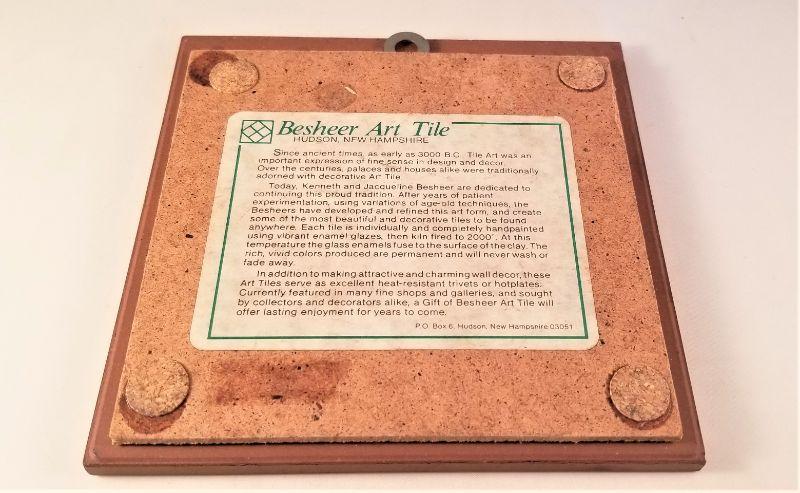 Besheer Art Tile
HUDSON, NEW HAMPSHIRE
Since ancient times, as early as 3000 B.C. Tile Art was an
important expression of fine sense in design and decor.
Over the centuries, palaces and houses alike were traditionally
adorned with decorative Art Tile.
Today, Kenneth and Jacqueline Besheer are dedicated to
continuing this proud tradition. After years of patient
experimentation, using variations of age-old techniques, the
Besheers have developed and refined this art form, and create
some of the most beautiful and decorative tiles to be found
anywhere. Each tile is individually and completely handpainted
using vibrant enamel glazes, then kiln fired to 2000°. At this
temperature the glass enamels fuse to the surface of the clay. The
rich, vivid colors produced are permanent and will never wash or
fade away.
In addition to making attractive and charming wall decor, these
Art Tiles serve as excellent heat-resistant trivets or hotplates.
Currently featured in many fine shops and galleries, and sought
by collectors and decorators alike, a Gift of Besheer Art Tile will
offer lasting enjoyment for years to come.
P.O. Box 6, Hudson, New Hampshire 03051